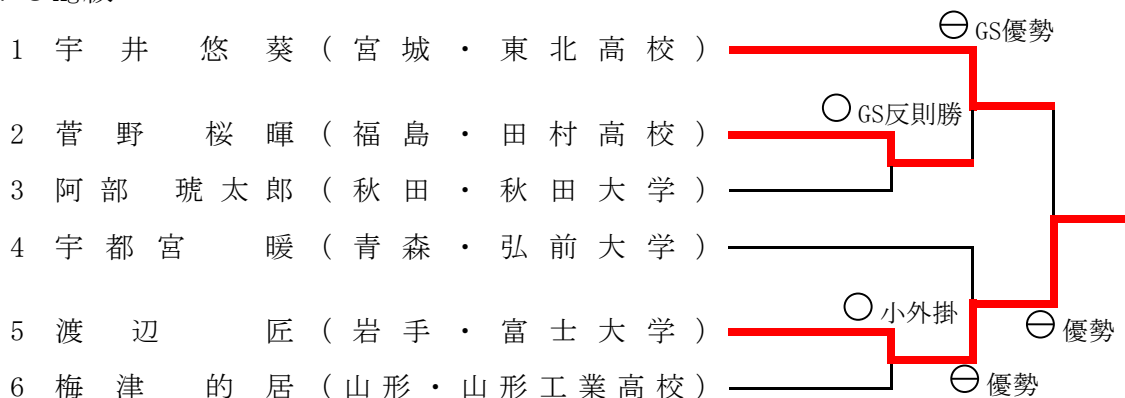 ⊖ GS優勢
1 宇井 悠葵 (宮城・東北高校)
○ GS反則勝
2 菅野 桜暉 (福島・田村高校)
3 阿部 琥太郎 (秋田・秋田大学)
4 宇都宮 暖 (青森・弘前大学)
○ 小外掛
5 渡辺 匠 (岩手・富士大学)
⊖ 優勢
6 梅津 的居 (山形・山形工業高校)
⊖ 優勢